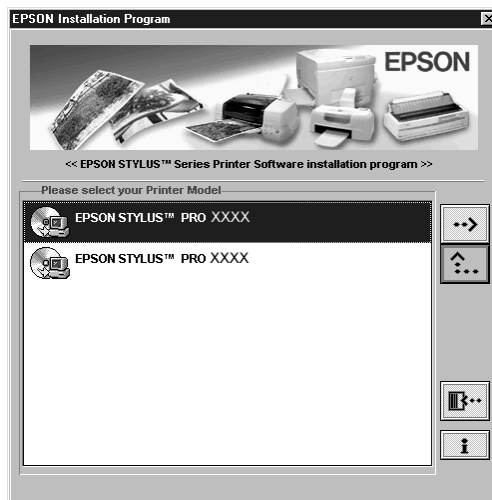 EPSON Installation Program
EPSON
<< EPSON STYLUS™ Series Printer Software installation program >>
Please select your Printer Model
EPSON STYLUS™ PRO XXXX
EPSON STYLUS™ PRO XXXX
i